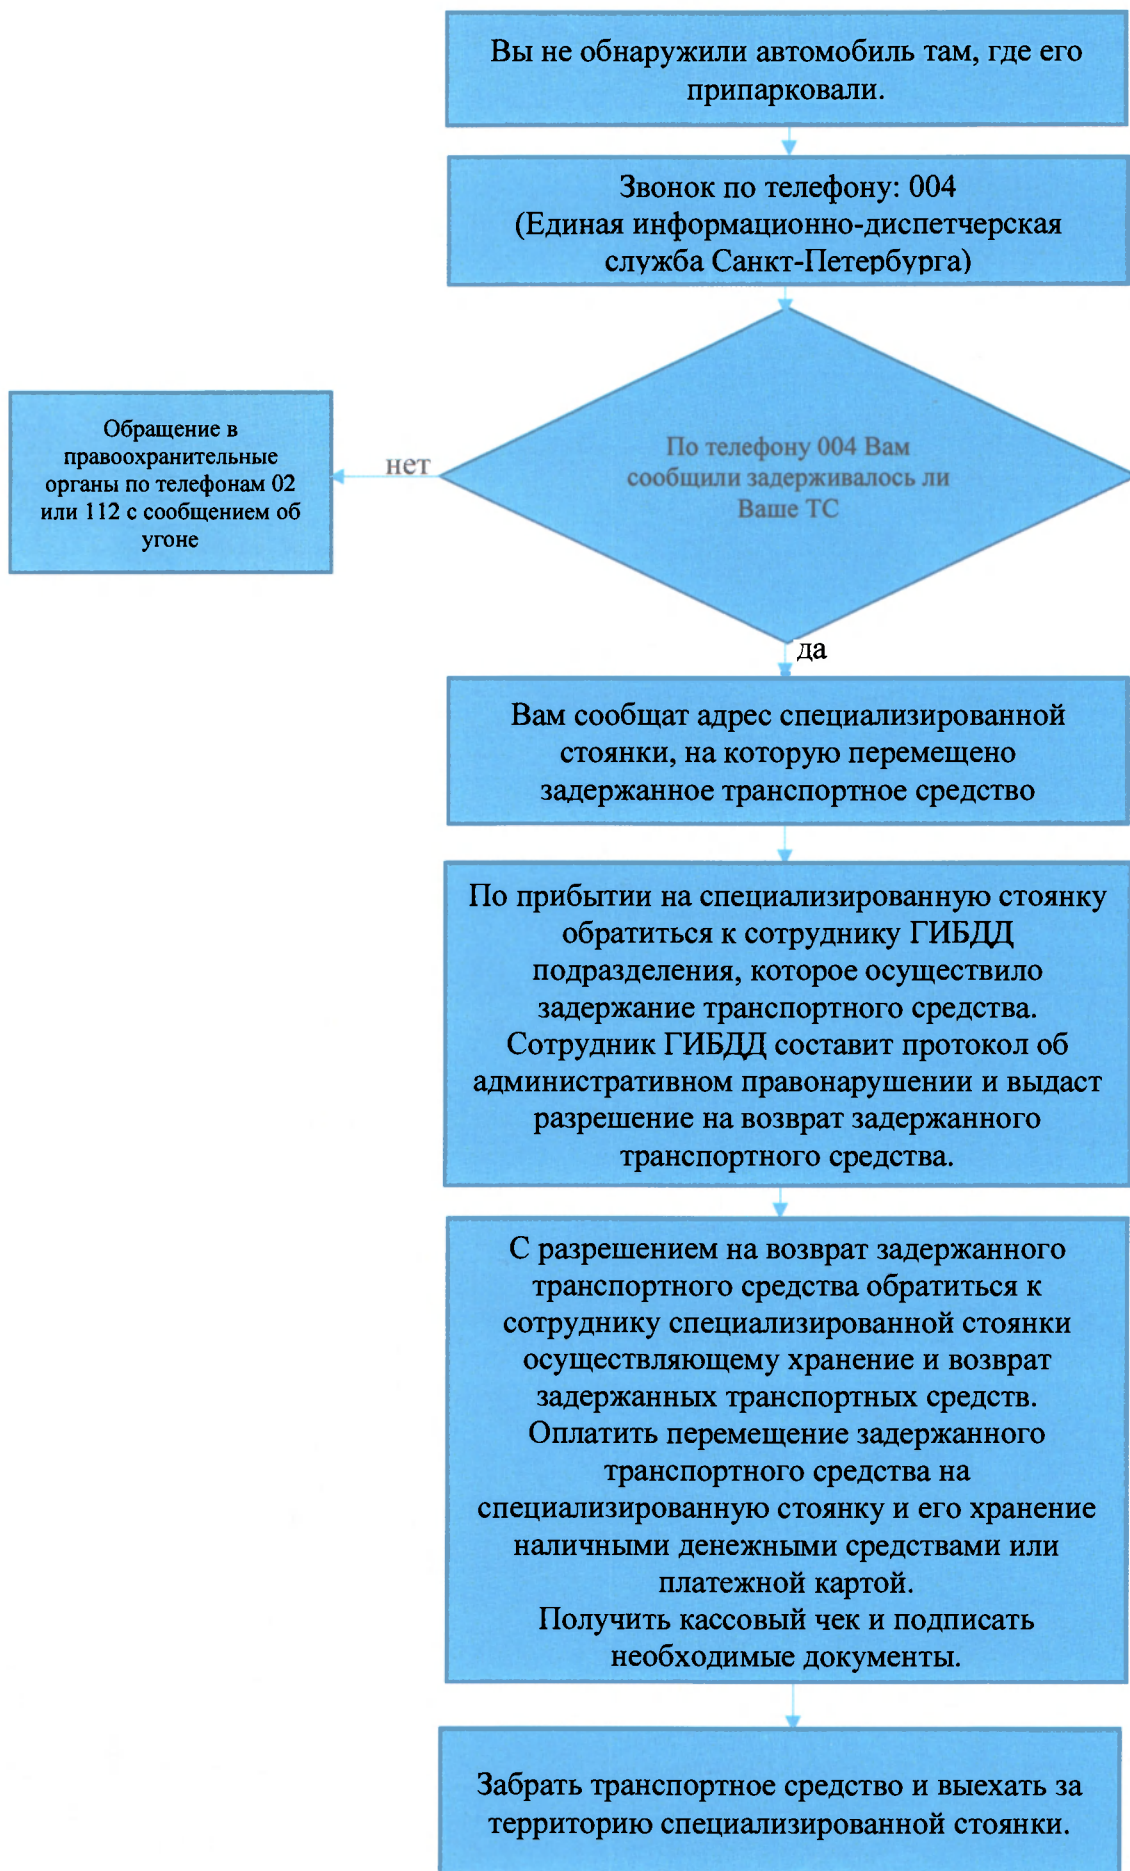 Вы не обнаружили автомобиль там, где его
припарковали.
Звонок по телефону: 004
(Единая информационно-диспетчерская
служба Санкт-Петербурга)
По телефону 004 Вам
сообщили задерживалось ли
Ваше ТС
нет
Обращение в
правоохранительные
органы по телефонам 02
или 112 с сообщением об
угоне
да
Вам сообщат адрес специализированной
стоянки, на которую перемещено
задержанное транспортное средство
По прибытии на специализированную стоянку
обратиться к сотруднику ГИБДД
подразделения, которое осуществило
задержание транспортного средства.
Сотрудник ГИБДД составит протокол об
административном правонарушении и выдаст
разрешение на возврат задержанного
транспортного средства.
С разрешением на возврат задержанного
транспортного средства обратиться к
сотруднику специализированной стоянки
осуществляющему хранение и возврат
задержанных транспортных средств.
Оплатить перемещение задержанного
транспортного средства на
специализированную стоянку и его хранение
наличными денежными средствами или
платежной картой.
Получить кассовый чек и подписать
необходимые документы.
Забрать транспортное средство и выехать за
территорию специализированной стоянки.